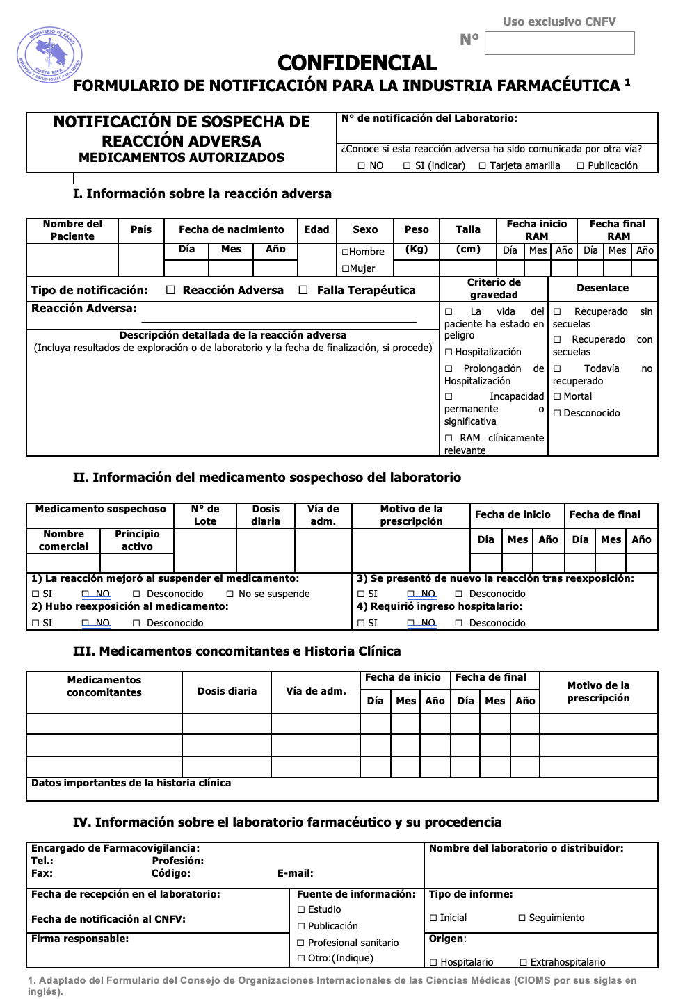 Uso exclusivo CNFV
N°
MINISTERIO DE SALUD
COSTA RICA
BIENESTAR Y SALUD IGUAL PARA TODOS
CONFIDENCIAL
FORMULARIO DE NOTIFICACIÓN PARA LA INDUSTRIA FARMACÉUTICA 1
NOTIFICACIÓN DE SOSPECHA DE
REACCIÓN ADVERSA
MEDICAMENTOS AUTORIZADOS
N° de notificación del Laboratorio:
¿Conoce si esta reacción adversa ha sido comunicada por otra vía?
☐ NO ☐ SI (indicar) ☐ Tarjeta amarilla ☐ Publicación
I. Información sobre la reacción adversa
Nombre del
Paciente
País
Fecha de nacimiento
Edad
Sexo
Peso
Talla
Fecha inicio
RAM
Fecha final
RAM
Día Mes Año
☐Hombre
☐Mujer
(Kg)
(cm)
Día Mes Año
Día Mes Año
Tipo de notificación: ☐ Reacción Adversa ☐ Falla Terapéutica
Criterio de
gravedad
Desenlace
Reacción Adversa:
Descripción detallada de la reacción adversa
(Incluya resultados de exploración o de laboratorio y la fecha de finalización, si procede)
☐ La vida del
paciente ha estado en
peligro
☐ Hospitalización
☐ Prolongación de
Hospitalización
☐ Incapacidad
permanente o
significativa
☐ RAM clínicamente
relevante
☐ Recuperado sin
secuelas
☐ Recuperado con
secuelas
☐ Todavía no
recuperado
☐ Mortal
☐ Desconocido
II. Información del medicamento sospechoso del laboratorio
Medicamento sospechoso
N° de
Lote
Dosis
diaria
Vía de
adm.
Motivo de la
prescripción
Fecha de inicio
Fecha de final
Nombre
comercial
Principio
activo
Día Mes Año
Día Mes Año
1) La reacción mejoró al suspender el medicamento:
☐ SI ☐ NO ☐ Desconocido ☐ No se suspende
2) Hubo reexposición al medicamento:
☐ SI ☐ NO ☐ Desconocido
3) Se presentó de nuevo la reacción tras reexposición:
☐ SI ☐ NO ☐ Desconocido
4) Requirió ingreso hospitalario:
☐ SI ☐ NO ☐ Desconocido
III. Medicamentos concomitantes e Historia Clínica
Medicamentos
concomitantes
Dosis diaria
Vía de adm.
Fecha de inicio
Fecha de final
Motivo de la
prescripción
Día Mes Año
Día Mes Año
Datos importantes de la historia clínica
IV. Información sobre el laboratorio farmacéutico y su procedencia
Encargado de Farmacovigilancia:
Tel.: Profesión:
Fax: Código: E-mail:
Nombre del laboratorio o distribuidor:
Fecha de recepción en el laboratorio:
Fecha de notificación al CNFV:
Firma responsable:
Fuente de información:
☐ Estudio
☐ Publicación
☐ Profesional sanitario
☐ Otro:(Indique)
Tipo de informe:
☐ Inicial ☐ Seguimiento
Origen:
☐ Hospitalario ☐ Extrahospitalario
1. Adaptado del Formulario del Consejo de Organizaciones Internacionales de las Ciencias Médicas (CIOMS por sus siglas en
inglés).